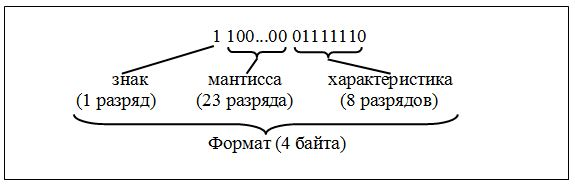 1 100...00 01111110
знак мантисса характеристика
(1 разряд) (23 разряда) (8 разрядов)
Формат (4 байта)